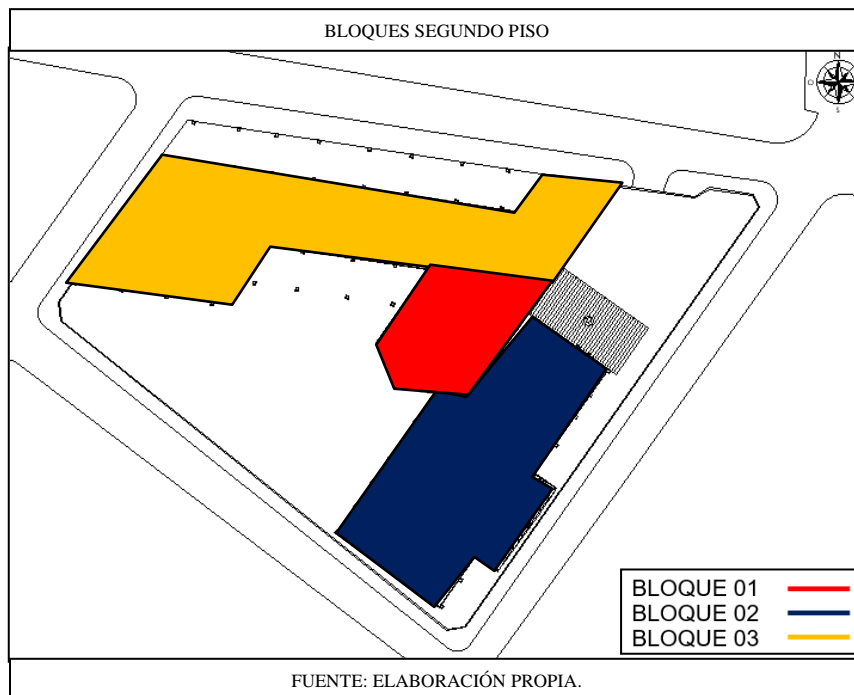 BLOQUES SEGUNDO PISO
N
O
S
BLOQUE 01
BLOQUE 02
BLOQUE 03
FUENTE: ELABORACIÓN PROPIA.